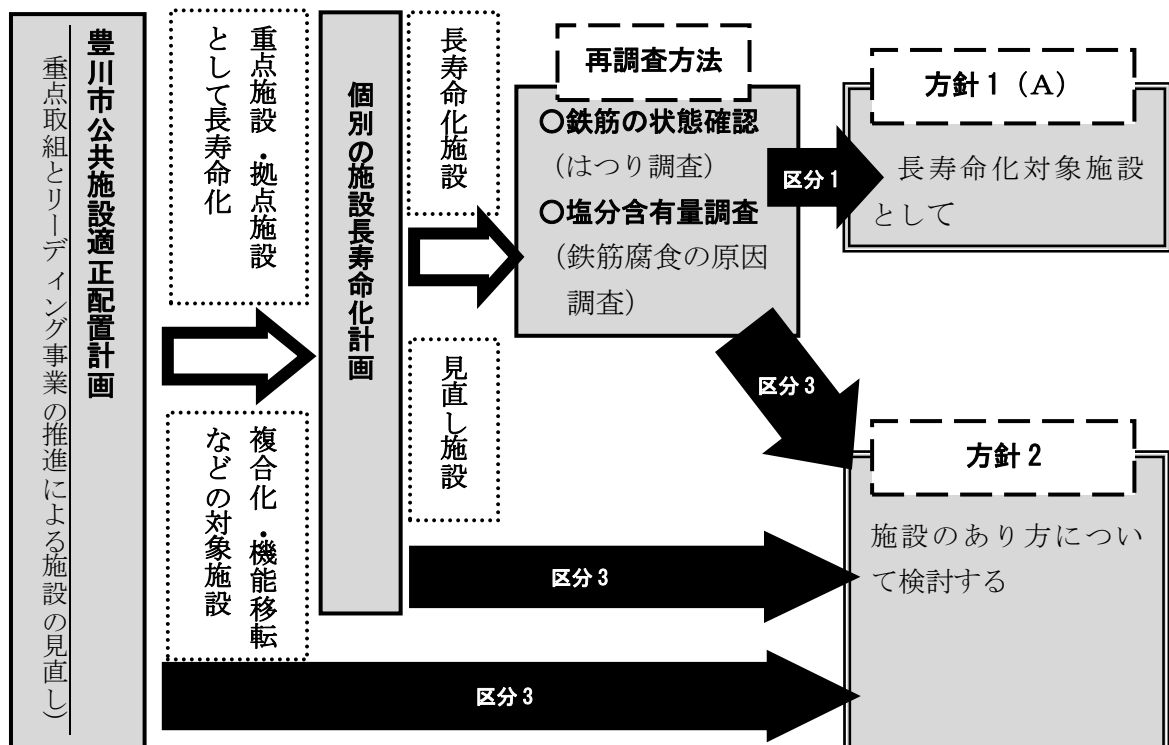 豊川市公共施設適正配置計画
重点取組とリーディング事業の推進による施設の見直し)
重点施設・拠点施設
として長寿命化
複合化・機能移転
などの対象施設
個別の施設長寿命化計画
長寿命化施設
見直し施設
再調査方法
○鉄筋の状態確認
(はつり調査)
○塩分含有量調査
(鉄筋腐食の原因
調査)
区分1
方針1(A)
長寿命化対象施設
として
区分3
方針2
施設のあり方につい
て検討する
区分3
区分3